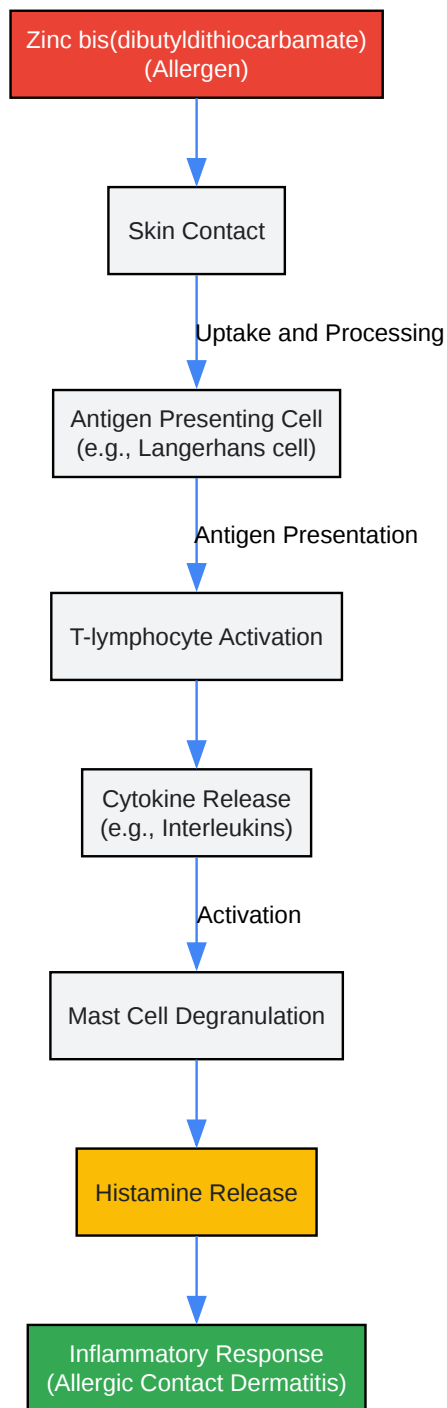 Zinc bis(dibutyldithiocarbamate)
(Allergen)
Skin Contact
Uptake and Processing
Antigen Presenting Cell
(e.g., Langerhans cell)
Antigen Presentation
T-lymphocyte Activation
Cytokine Release
(e.g., Interleukins)
Activation
Mast Cell Degranulation
Histamine Release
Inflammatory Response
(Allergic Contact Dermatitis)